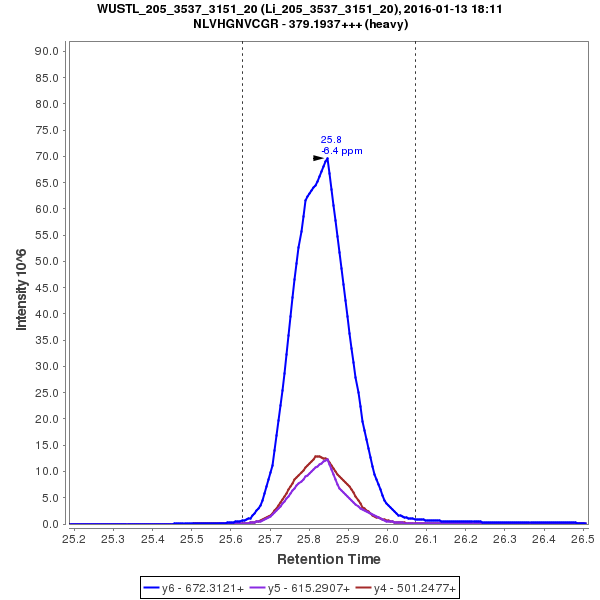 WUSTL_205_3537_3151_20 (Li_205_3537_3151_20), 2016-01-13 18:11
NLVHGNVCGR - 379.1937+++ (heavy)
90.0
85.0
80.0
75.0
70.0
65.0
60.0
55.0
50.0
45.0
40.0
35.0
30.0
25.0
20.0
15.0
10.0
5.0
0.0
Intensity 10^6
25.8
-6.4 ppm
25.2 25.3 25.4 25.5 25.6 25.7 25.8 25.9 26.0 26.1 26.2 26.3 26.4 26.5
Retention Time
y6 - 672.3121+ y5 - 615.2907+ y4 - 501.2477+